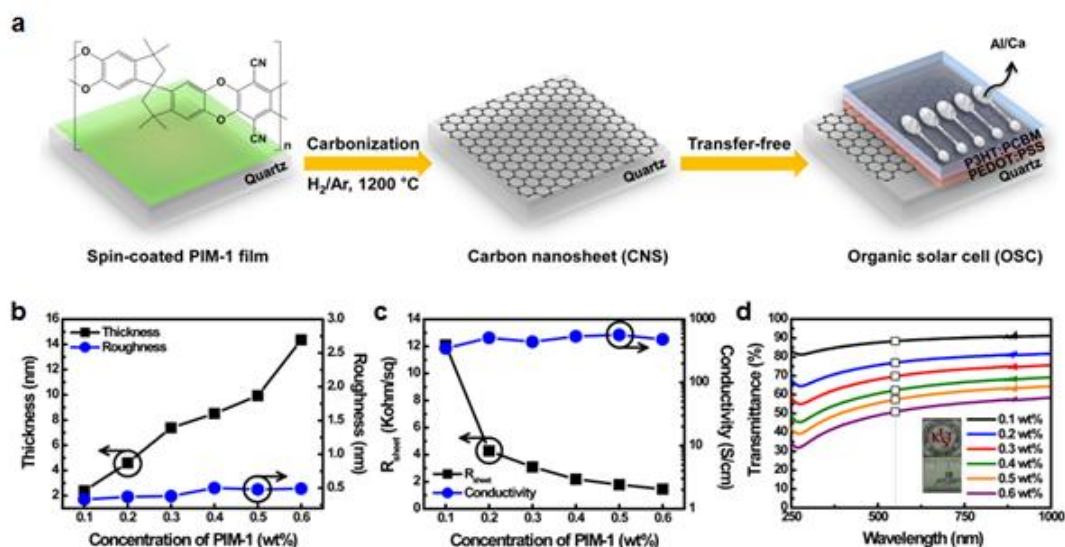 a
O
O
O
O
CN
CN
n
Quartz
Spin-coated PIM-1 film
Carbonization
H2/Ar, 1200 °C
Quartz
Carbon nanosheet (CNS)
Transfer-free
Al/Ca
P3HT:PCBM
PEDOT:PSS
Quartz
Organic solar cell (OSC)
b
Thickness (nm)
16
14
12
10
8
6
4
2
Thickness
Roughness
3.0
2.5
2.0
1.5
1.0
0.5
0.0
Roughness (nm)
0.1 0.2 0.3 0.4 0.5 0.6
Concentration of PIM-1 (wt%)
c
Rsheet (Kohm/sq)
14
12
10
8
6
4
2
0
Rsheet
Conductivity
1000
100
10
1
Conductivity (S/cm)
0.1 0.2 0.3 0.4 0.5 0.6
Concentration of PIM-1 (wt%)
d
Transmittance (%)
100
90
80
70
60
50
40
30
20
10
0
0.1 wt%
0.2 wt%
0.3 wt%
0.4 wt%
0.5 wt%
0.6 wt%
250 500 750 1000
Wavelength (nm)